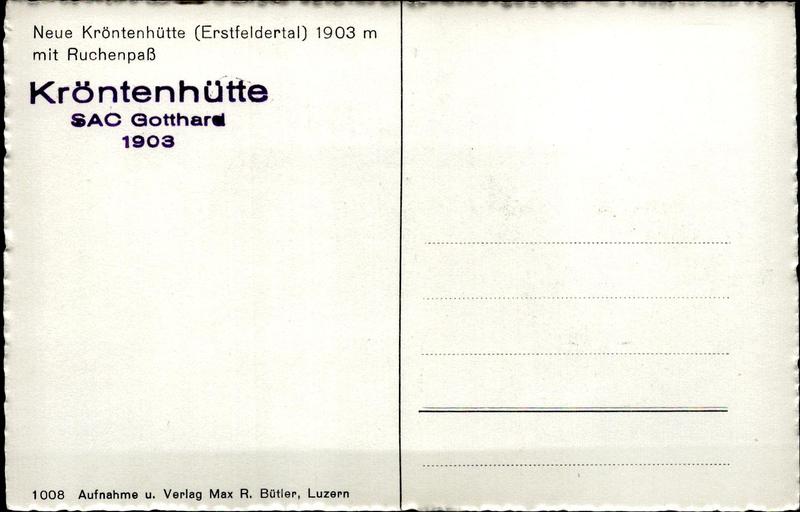 Neue Kröntenhütte (Erstfeldertal) 1903 m
mit Ruchenpaß
Kröntenhütte
SAC Gotthard
1903
1008 Aufnahme u. Verlag Max R. Bütler, Luzern